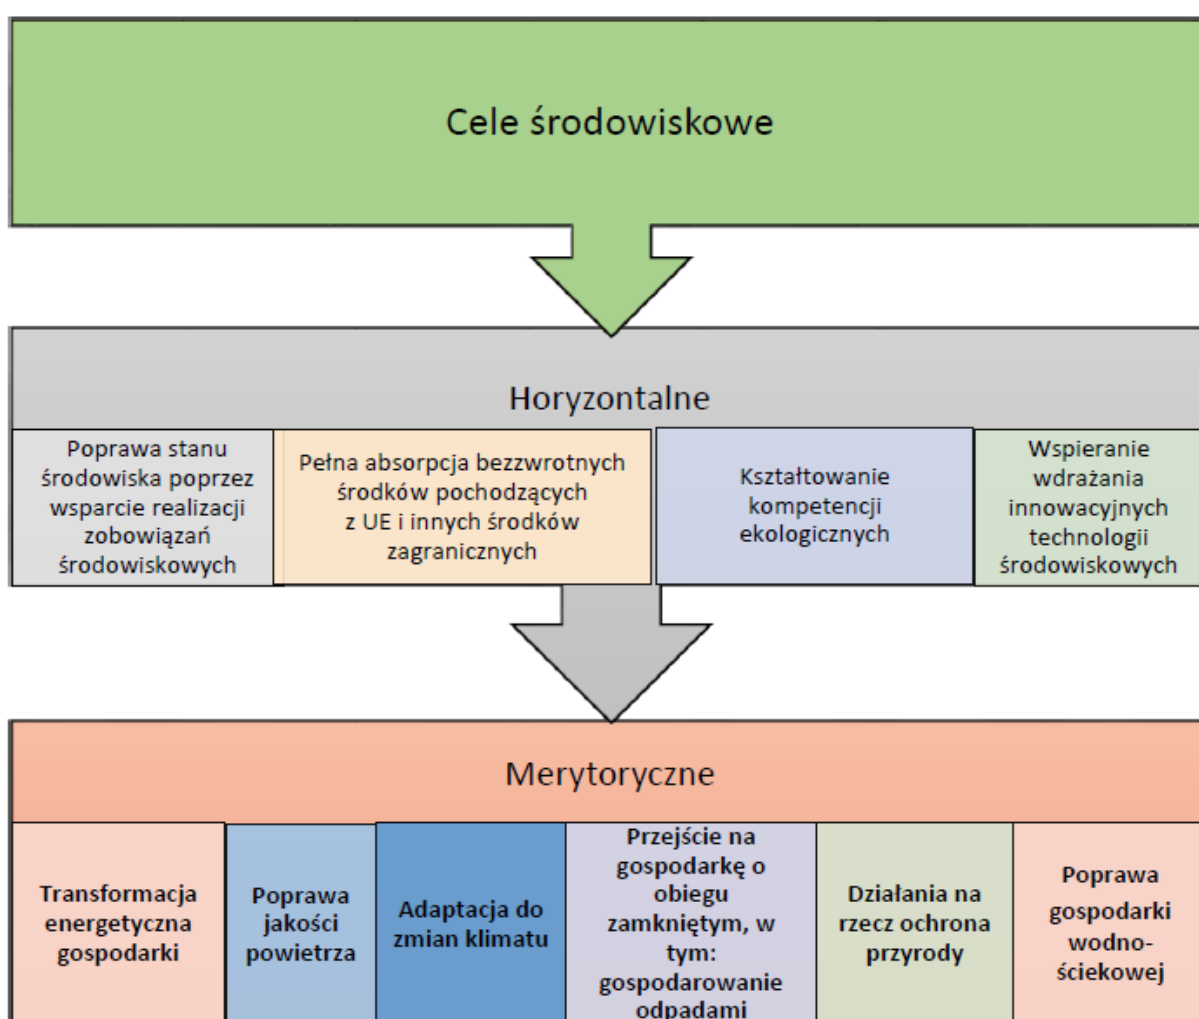 Cele środowiskowe
Horyzontalne
Poprawa stanu
środowiska poprzez
wsparcie realizacji
zobowiązań
środowiskowych
Pełna absorpcja bezzwrotnych
środków pochodzących
z UE i innych środków
zagranicznych
Kształtowanie
kompetencji
ekologicznych
Wspieranie
wdrażania
innowacyjnych
technologii
środowiskowych
Merytoryczne
Transformacja
energetyczna
gospodarki
Poprawa
jakości
powietrza
Adaptacja do
zmian klimatu
Przejście na
gospodarkę o
obiegu
zamkniętym, w
tym:
gospodarowanie
odpadami
Działania na
rzecz ochrona
przyrody
Poprawa
gospodarki
wodno-
ściekowej